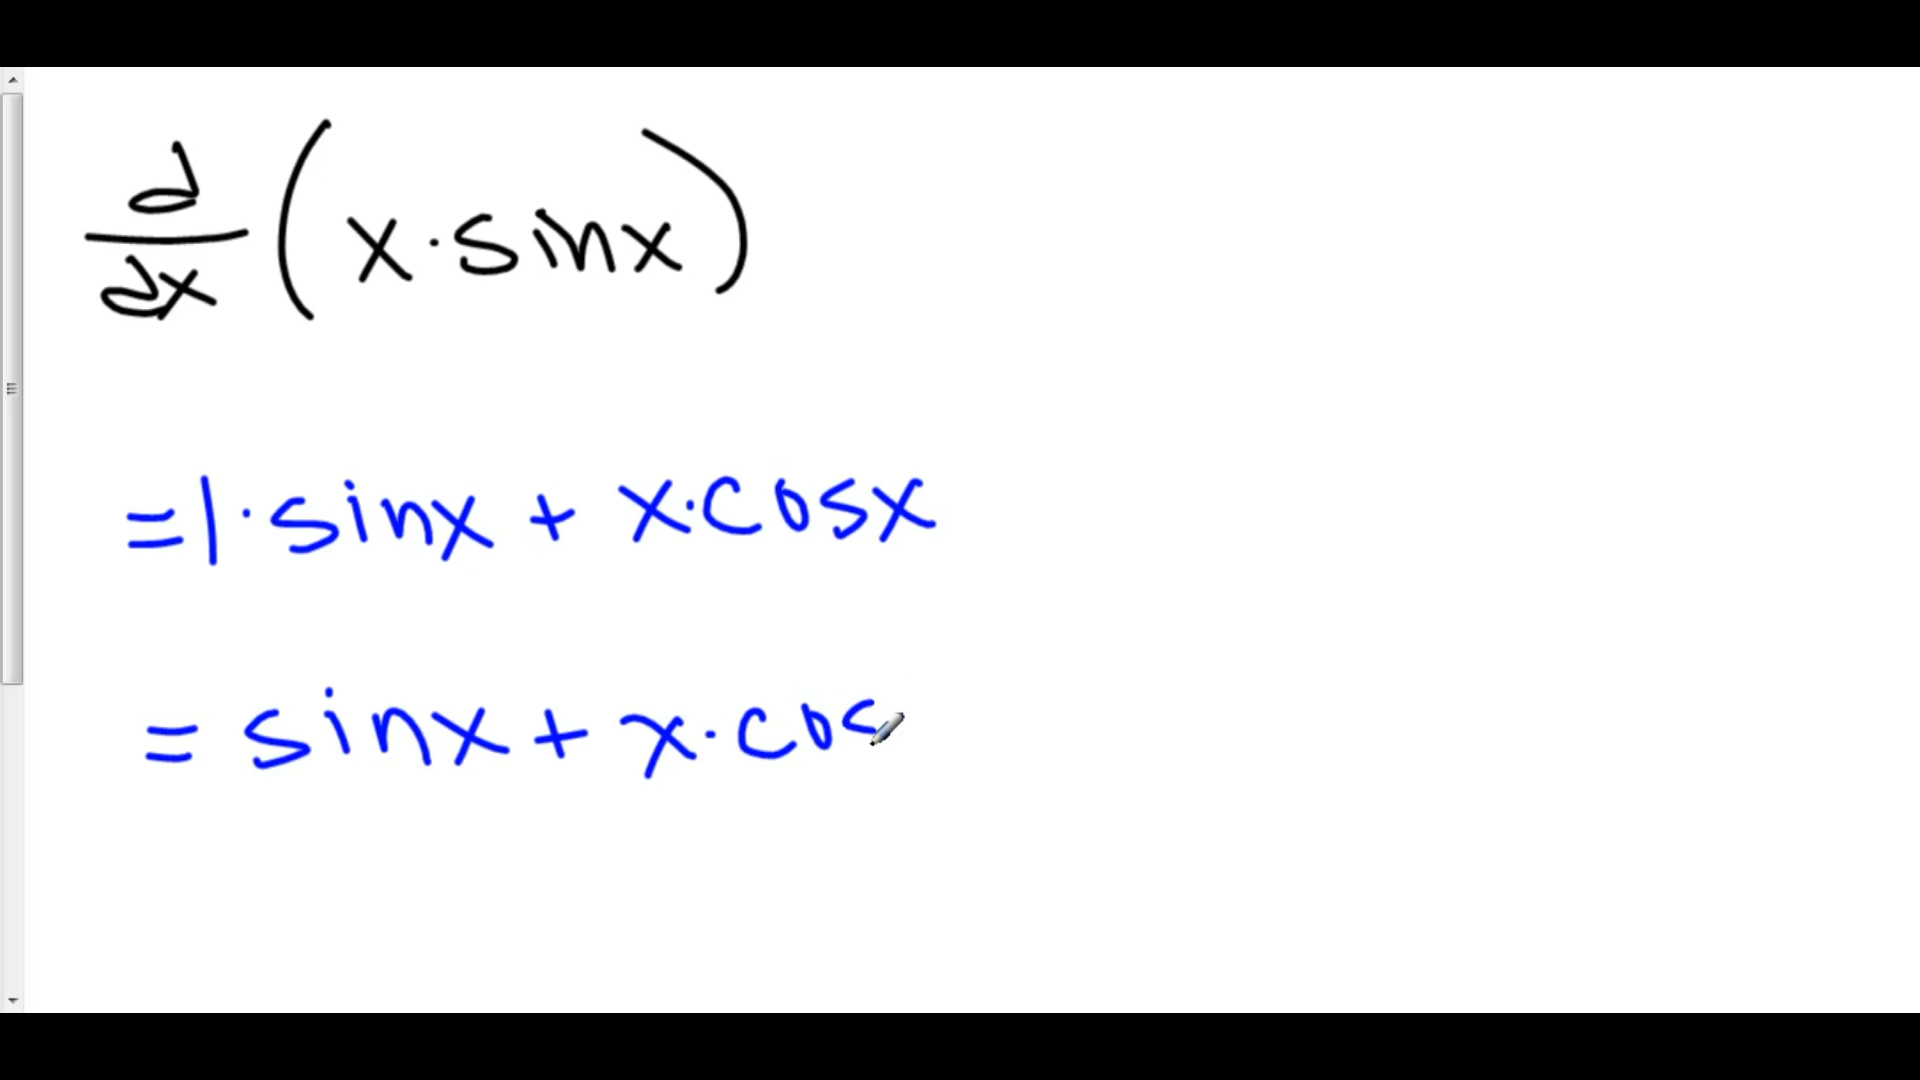 d/dx (x·sinx)
=1·sinx + x·cosx
= sinx + x·cos